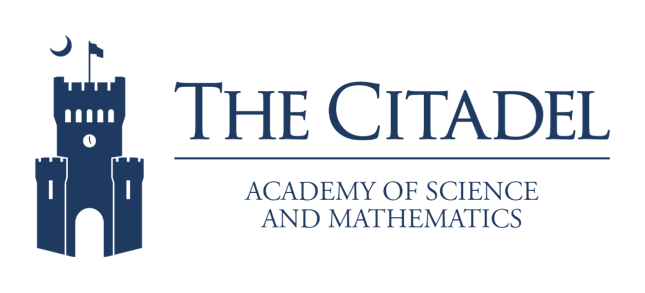 THE CITADEL
ACADEMY OF SCIENCE
AND MATHEMATICS